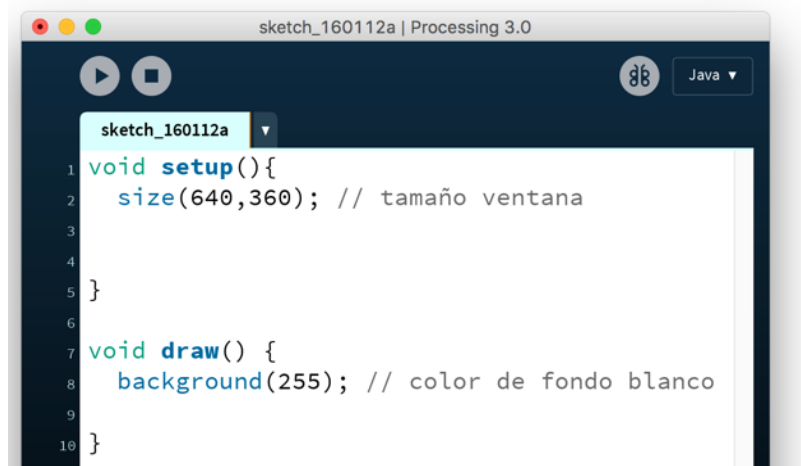 sketch_160112a | Processing 3.0
Java ▼
sketch_160112a ▼
1 void setup(){
2   size(640,360); // tamaño ventana
3
4
5 }
6
7 void draw() {
8   background(255); // color de fondo blanco
9
10 }